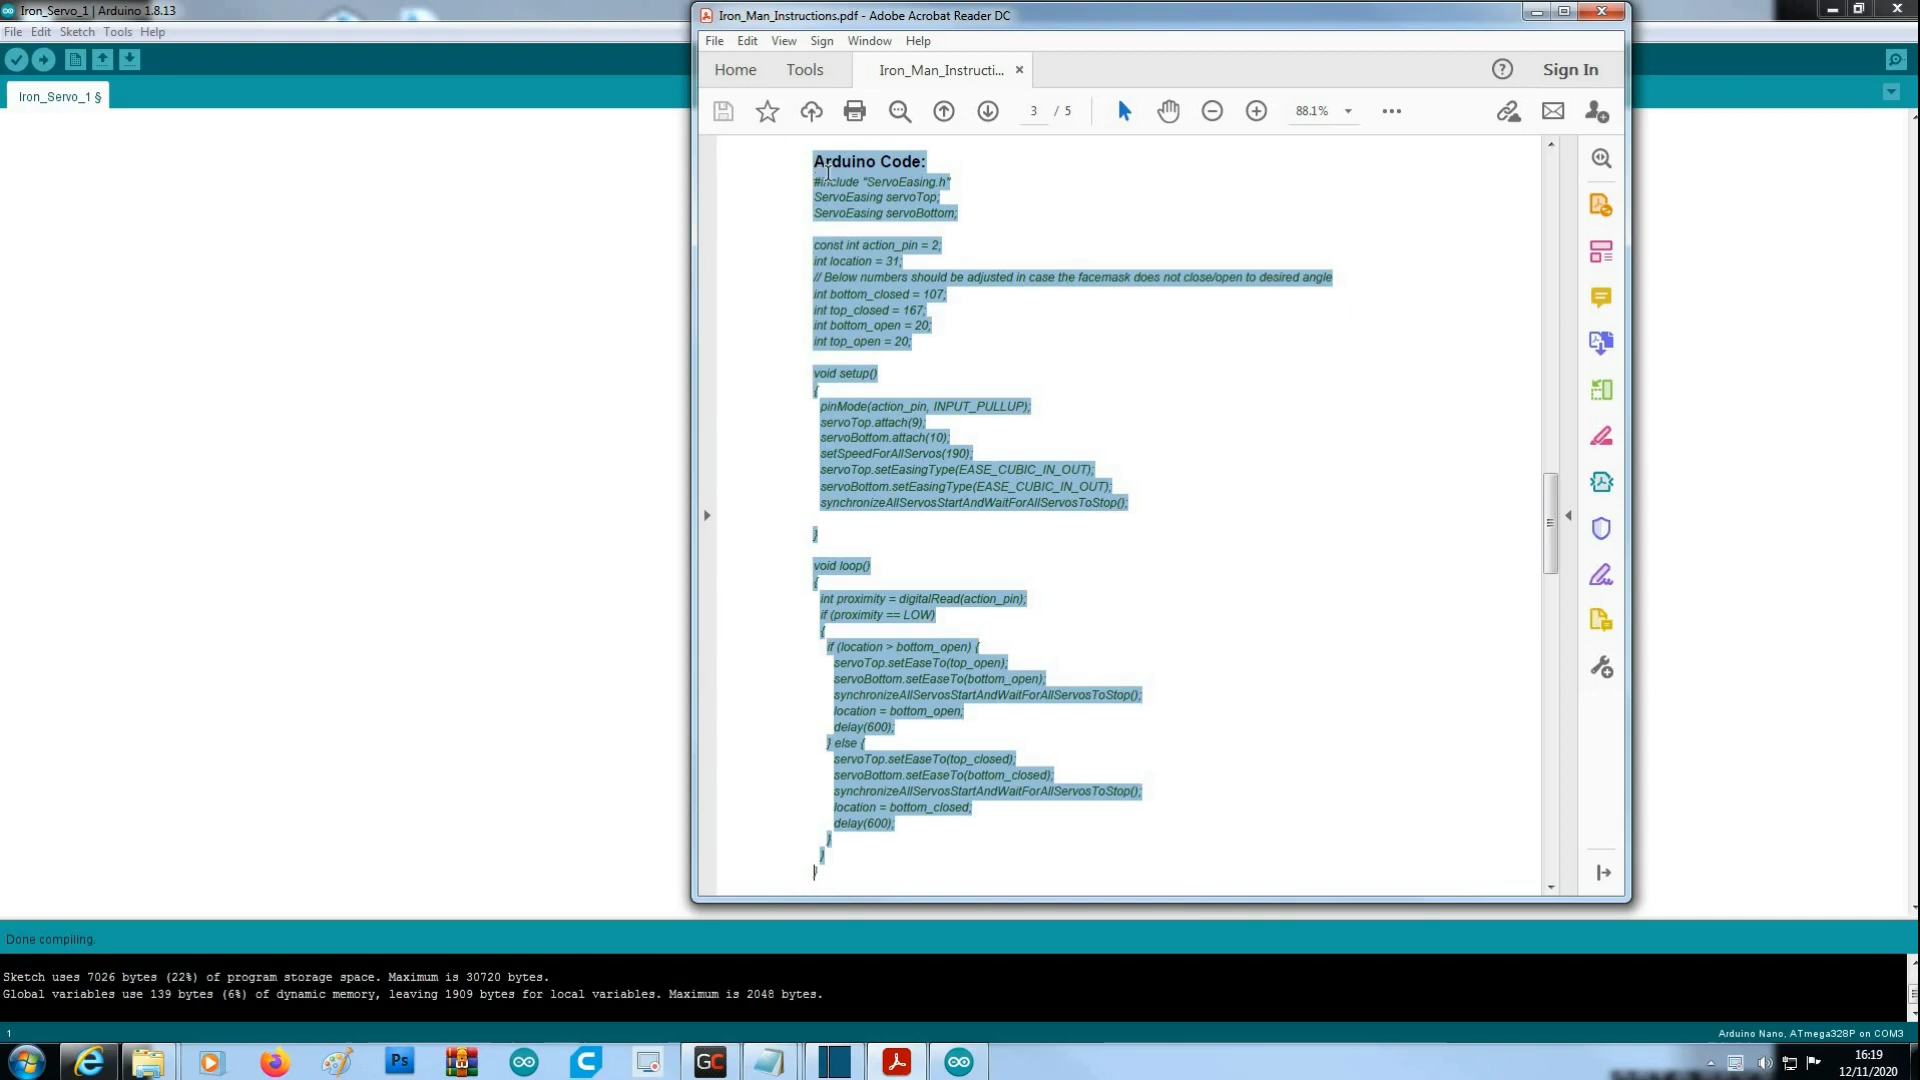 Iron_Servo_1 | Arduino 1.8.13
File Edit Sketch Tools Help
Iron_Servo_1 §
Iron_Man_Instructions.pdf - Adobe Acrobat Reader DC
File Edit View Sign Window Help
Home Tools Iron_Man_Instructi... × Sign In
3 / 5 88.1%
Arduino Code:
#include "ServoEasing.h"
ServoEasing servoTop;
ServoEasing servoBottom;
const int action_pin = 2;
int location = 31;
// Below numbers should be adjusted in case the facemask does not close/open to desired angle
int bottom_closed = 107;
int top_closed = 167;
int bottom_open = 20;
int top_open = 20;
void setup()
{
pinMode(action_pin, INPUT_PULLUP);
servoTop.attach(9);
servoBottom.attach(10);
setSpeedForAllServos(190);
servoTop.setEasingType(EASE_CUBIC_IN_OUT);
servoBottom.setEasingType(EASE_CUBIC_IN_OUT);
synchronizeAllServosStartAndWaitForAllServosToStop();
}
void loop()
{
int proximity = digitalRead(action_pin);
if (proximity == LOW)
{
if (location > bottom_open) {
servoTop.setEaseTo(top_open);
servoBottom.setEaseTo(bottom_open);
synchronizeAllServosStartAndWaitForAllServosToStop();
location = bottom_open;
delay(600);
} else {
servoTop.setEaseTo(top_closed);
servoBottom.setEaseTo(bottom_closed);
synchronizeAllServosStartAndWaitForAllServosToStop();
location = bottom_closed;
delay(600);
}
}
}
Done compiling.
Sketch uses 7026 bytes (22%) of program storage space. Maximum is 30720 bytes.
Global variables use 139 bytes (6%) of dynamic memory, leaving 1909 bytes for local variables. Maximum is 2048 bytes.
1 Arduino Nano, ATmega328P on COM3
Ps GC
16:19
12/11/2020